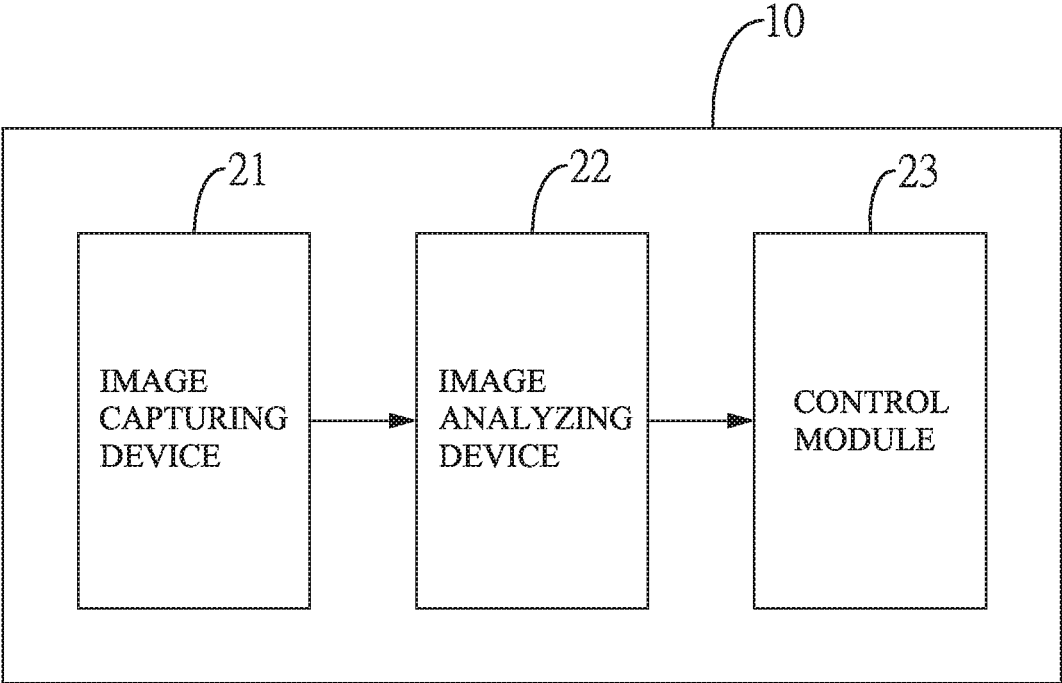 10
21
22
23
IMAGE
CAPTURING
DEVICE
IMAGE
ANALYZING
DEVICE
CONTROL
MODULE